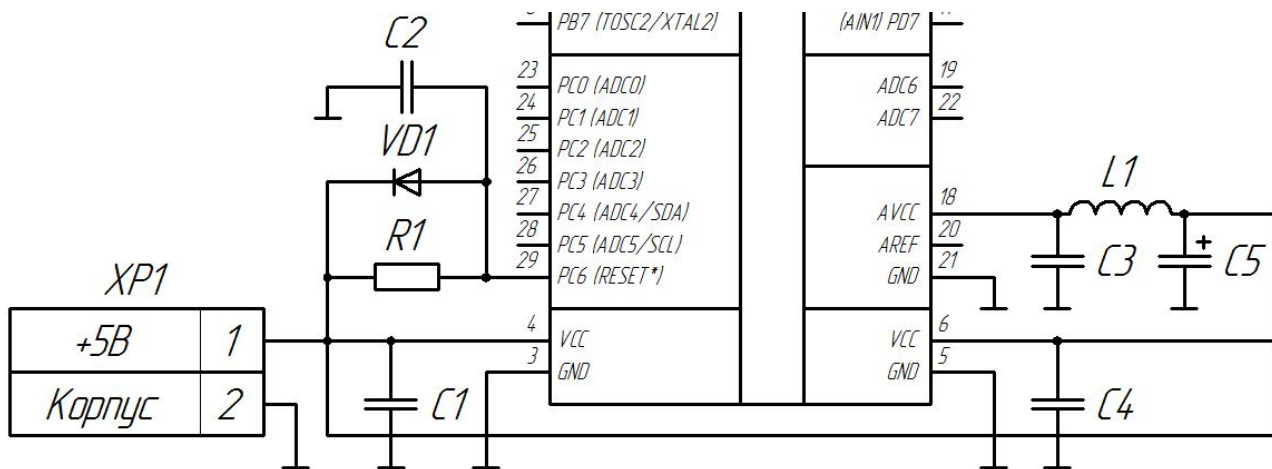 PB7 (TOSC2/XTAL2)
(AIN1) PD7
C2
23 PC0 (ADC0)
ADC6 19
24 PC1 (ADC1)
ADC7 22
VD1
25 PC2 (ADC2)
26 PC3 (ADC3)
27 PC4 (ADC4/SDA)
AVCC 18
L1
R1
28 PC5 (ADC5/SCL)
AREF 20
29 PC6 (RESET*)
GND 21
C3
+
C5
XP1
+5В 1
4 VCC
VCC 6
3 GND
GND 5
Корпус 2
C1
C4